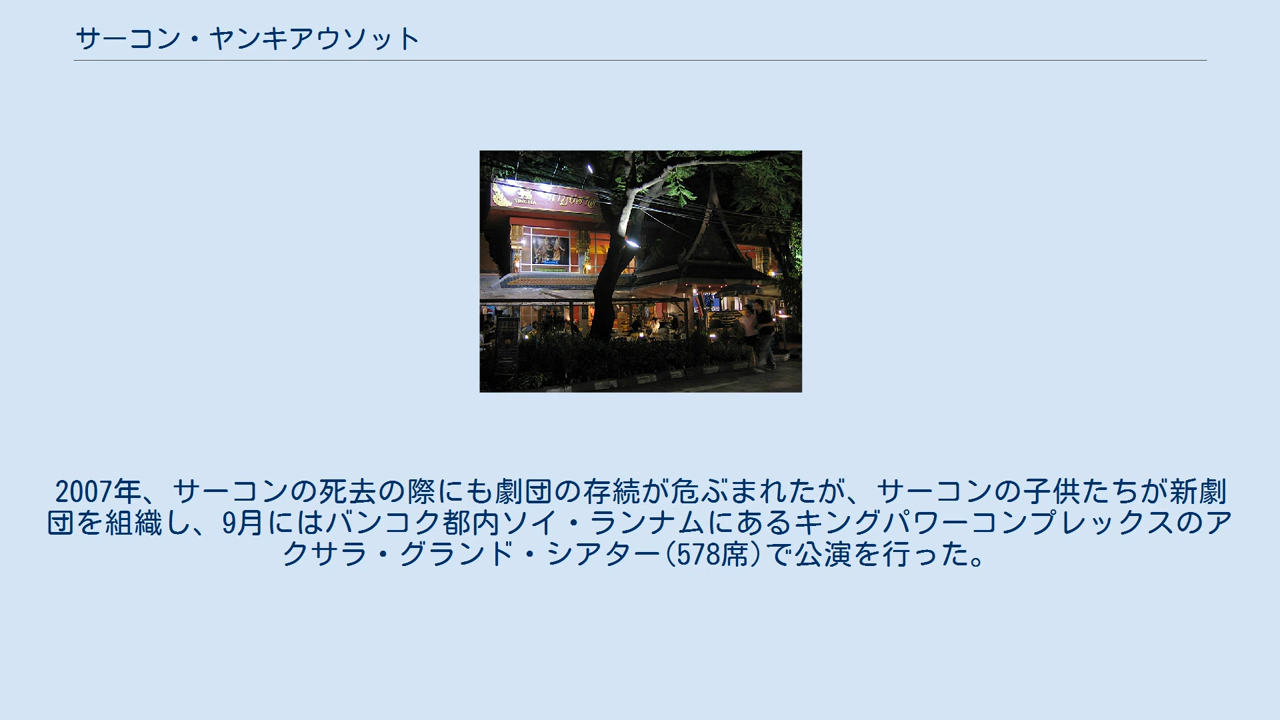 サーコン・ヤンキアウソット
2007年、サーコンの死去の際にも劇団の存続が危ぶまれたが、サーコンの子供たちが新劇
団を組織し、9月にはバンコク都内ソイ・ランナムにあるキングパワーコンプレックスのア
クサラ・グランド・シアター(578席)で公演を行った。